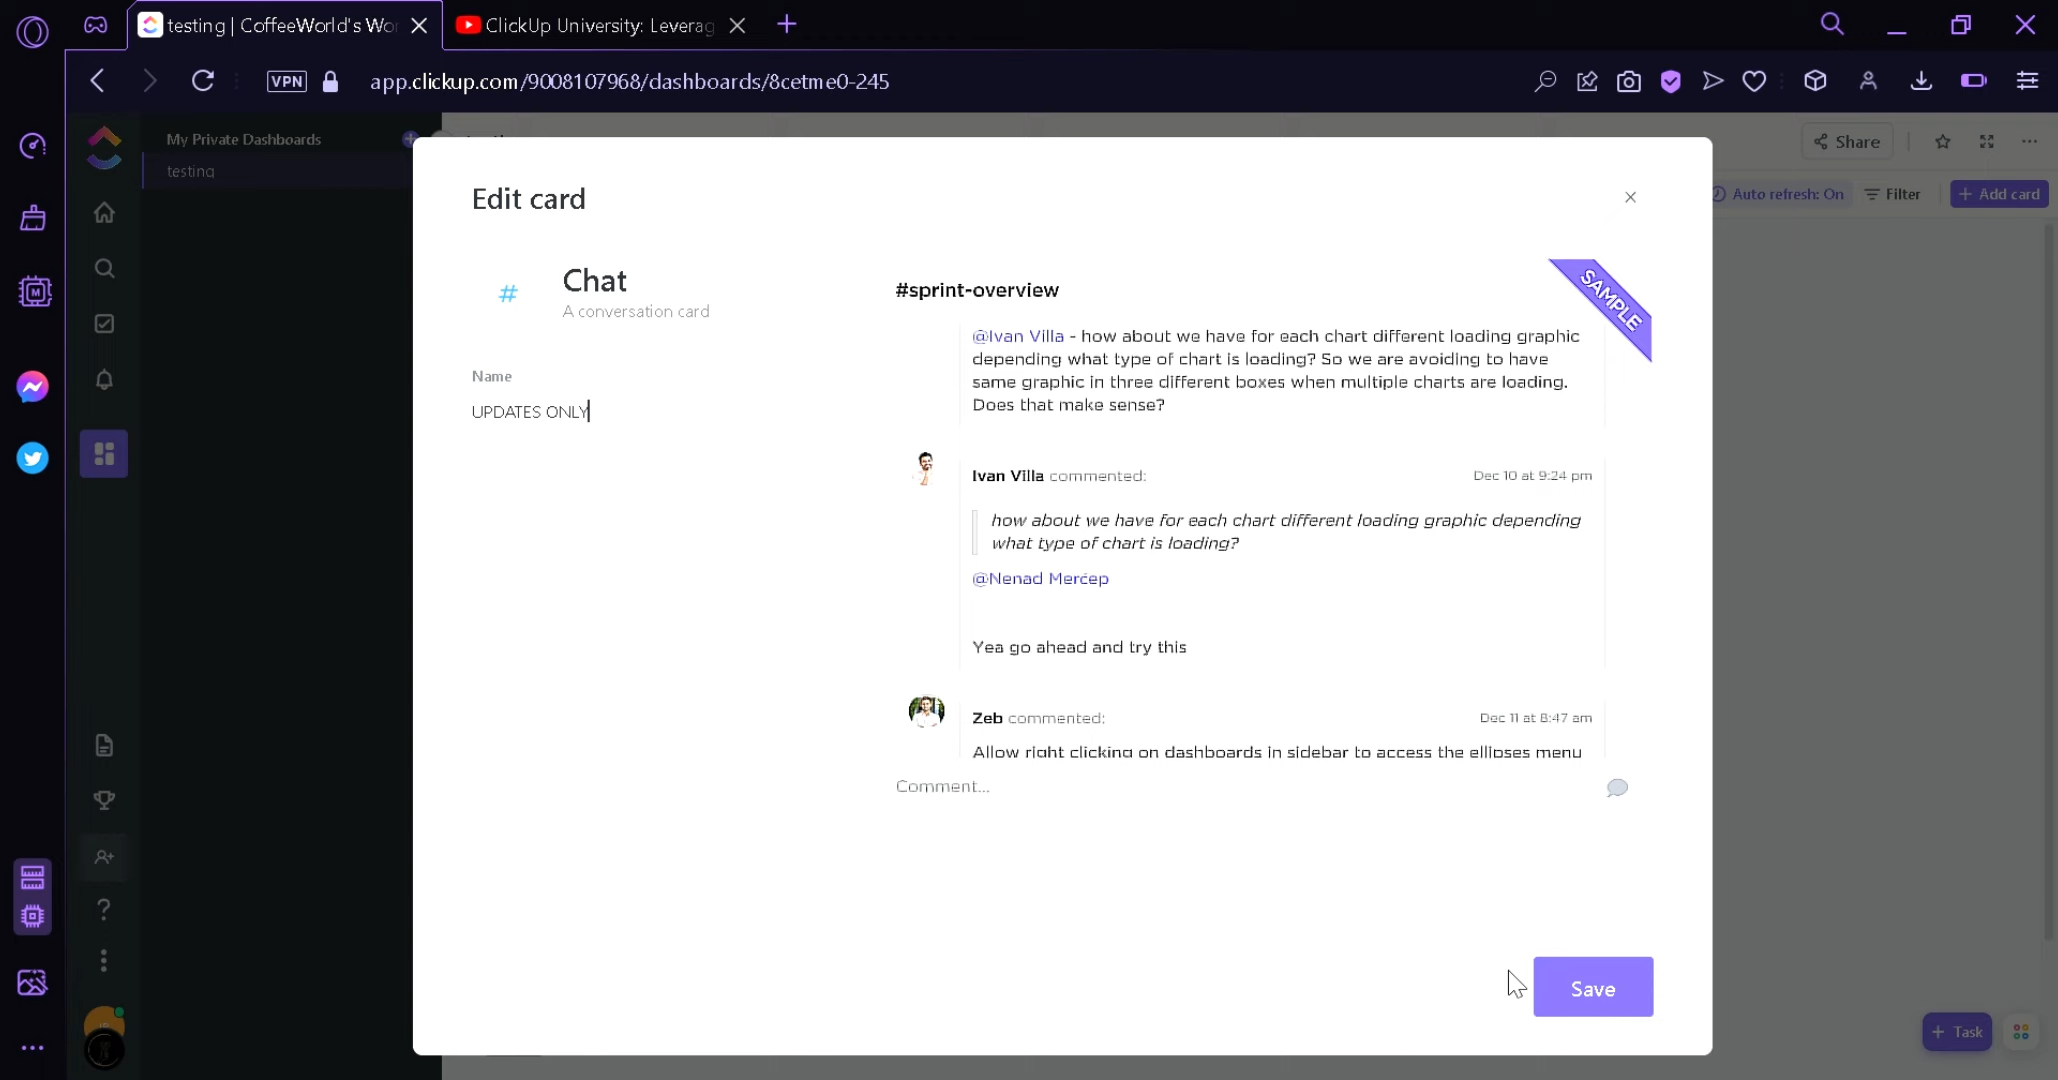 testing | CoffeeWorld's Wor
ClickUp University: Leverag
VPN
app.clickup.com/9008107968/dashboards/8cetme0-245
My Private Dashboards
testing
Share
Auto refresh: On
Filter
+ Add card
Edit card
# Chat
A conversation card
Name
UPDATES ONLY
#sprint-overview
SAMPLE
@Ivan Villa - how about we have for each chart different loading graphic
depending what type of chart is loading? So we are avoiding to have
same graphic in three different boxes when multiple charts are loading.
Does that make sense?
Ivan Villa commented:
Dec 10 at 9:24 pm
how about we have for each chart different loading graphic depending
what type of chart is loading?
@Nenad Merćep
Yea go ahead and try this
Zeb commented:
Dec 11 at 8:47 am
Allow right clicking on dashboards in sidebar to access the ellipses menu
Comment...
Save
+ Task